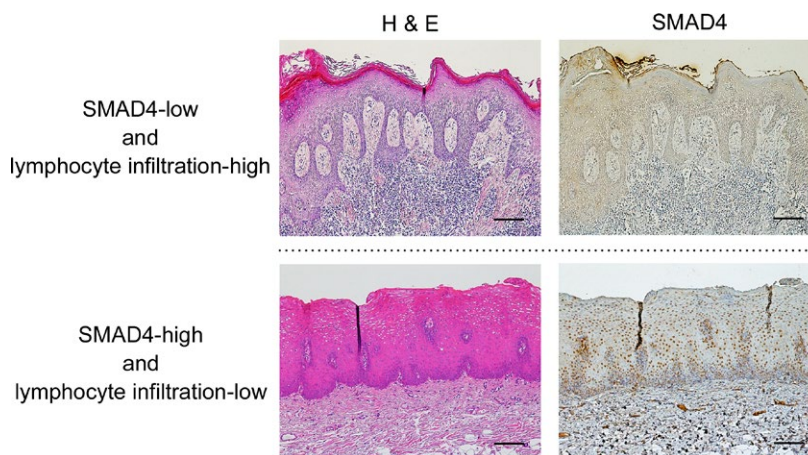 H & E
SMAD4
SMAD4-low
and
lymphocyte infiltration-high
SMAD4-high
and
lymphocyte infiltration-low